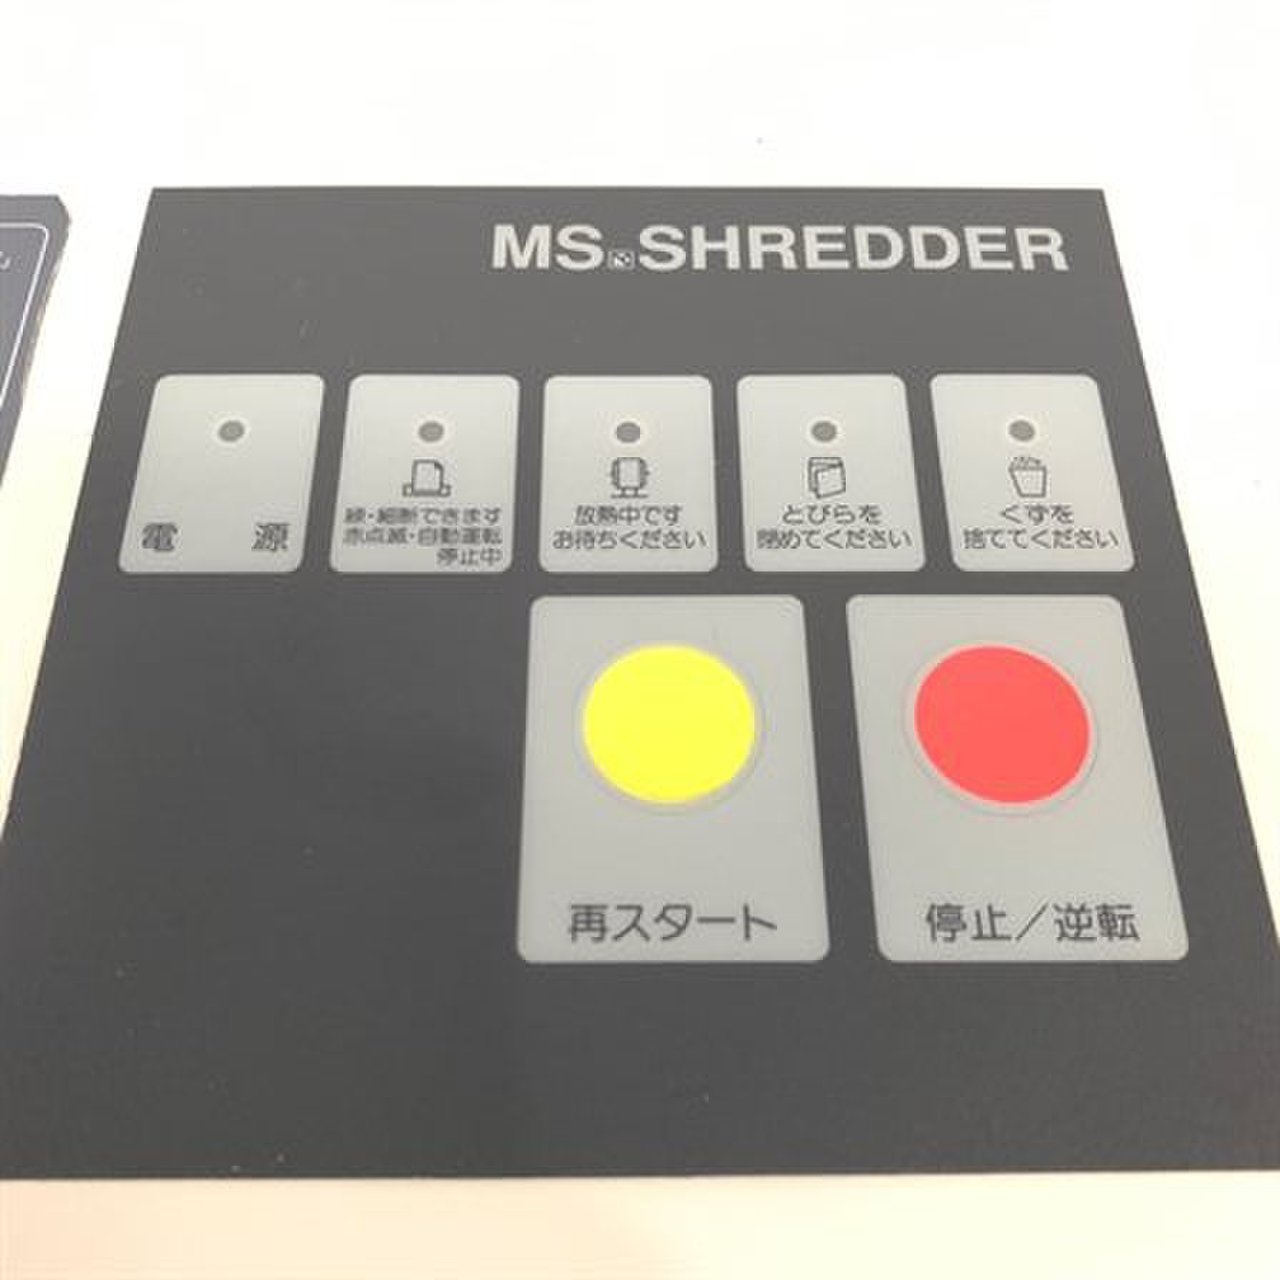 MS SHREDDER
電源
緑・細断できます
赤点滅・自動運転
停止中
放熱中です
お待ちください
とびらを
閉めてください
くずを
捨ててください
再スタート
停止／逆転